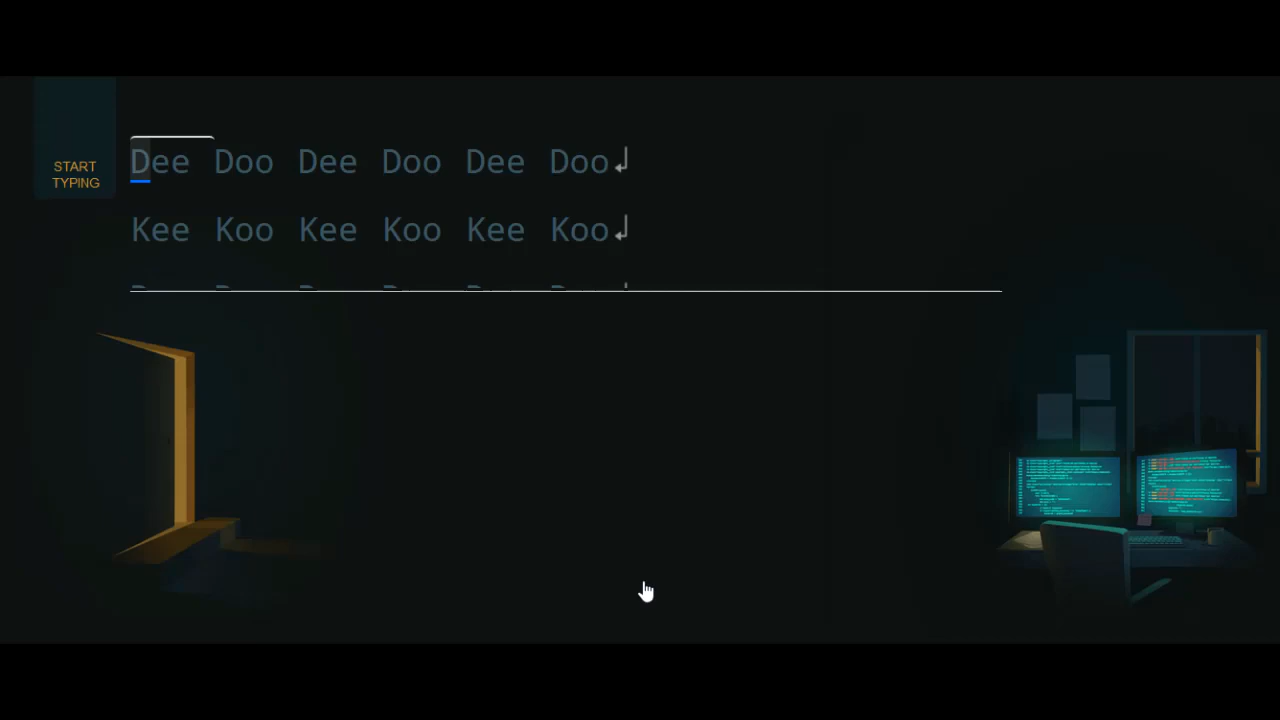 START
TYPING
Dee Doo Dee Doo Dee Doo↲
Kee Koo Kee Koo Kee Koo↲